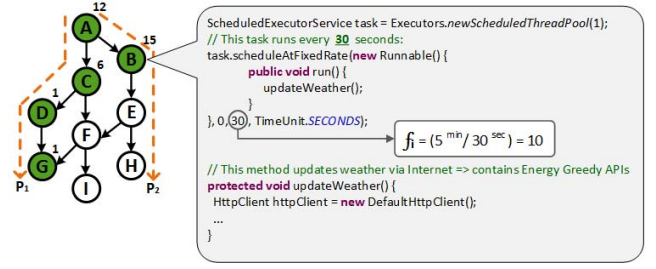 12
A
15
B
6
C
1
D
E
F
1
G
H
I
P1
P2
ScheduledExecutorService task = Executors.newScheduledThreadPool(1);
// This task runs every 30 seconds:
task.scheduleAtFixedRate(new Runnable() {
public void run() {
updateWeather();
}
}, 0, 30, TimeUnit.SECONDS);
fi = (5 min/ 30 sec) = 10
// This method updates weather via Internet => contains Energy Greedy APIs
protected void updateWeather() {
HttpClient httpClient = new DefaultHttpClient();
...
}